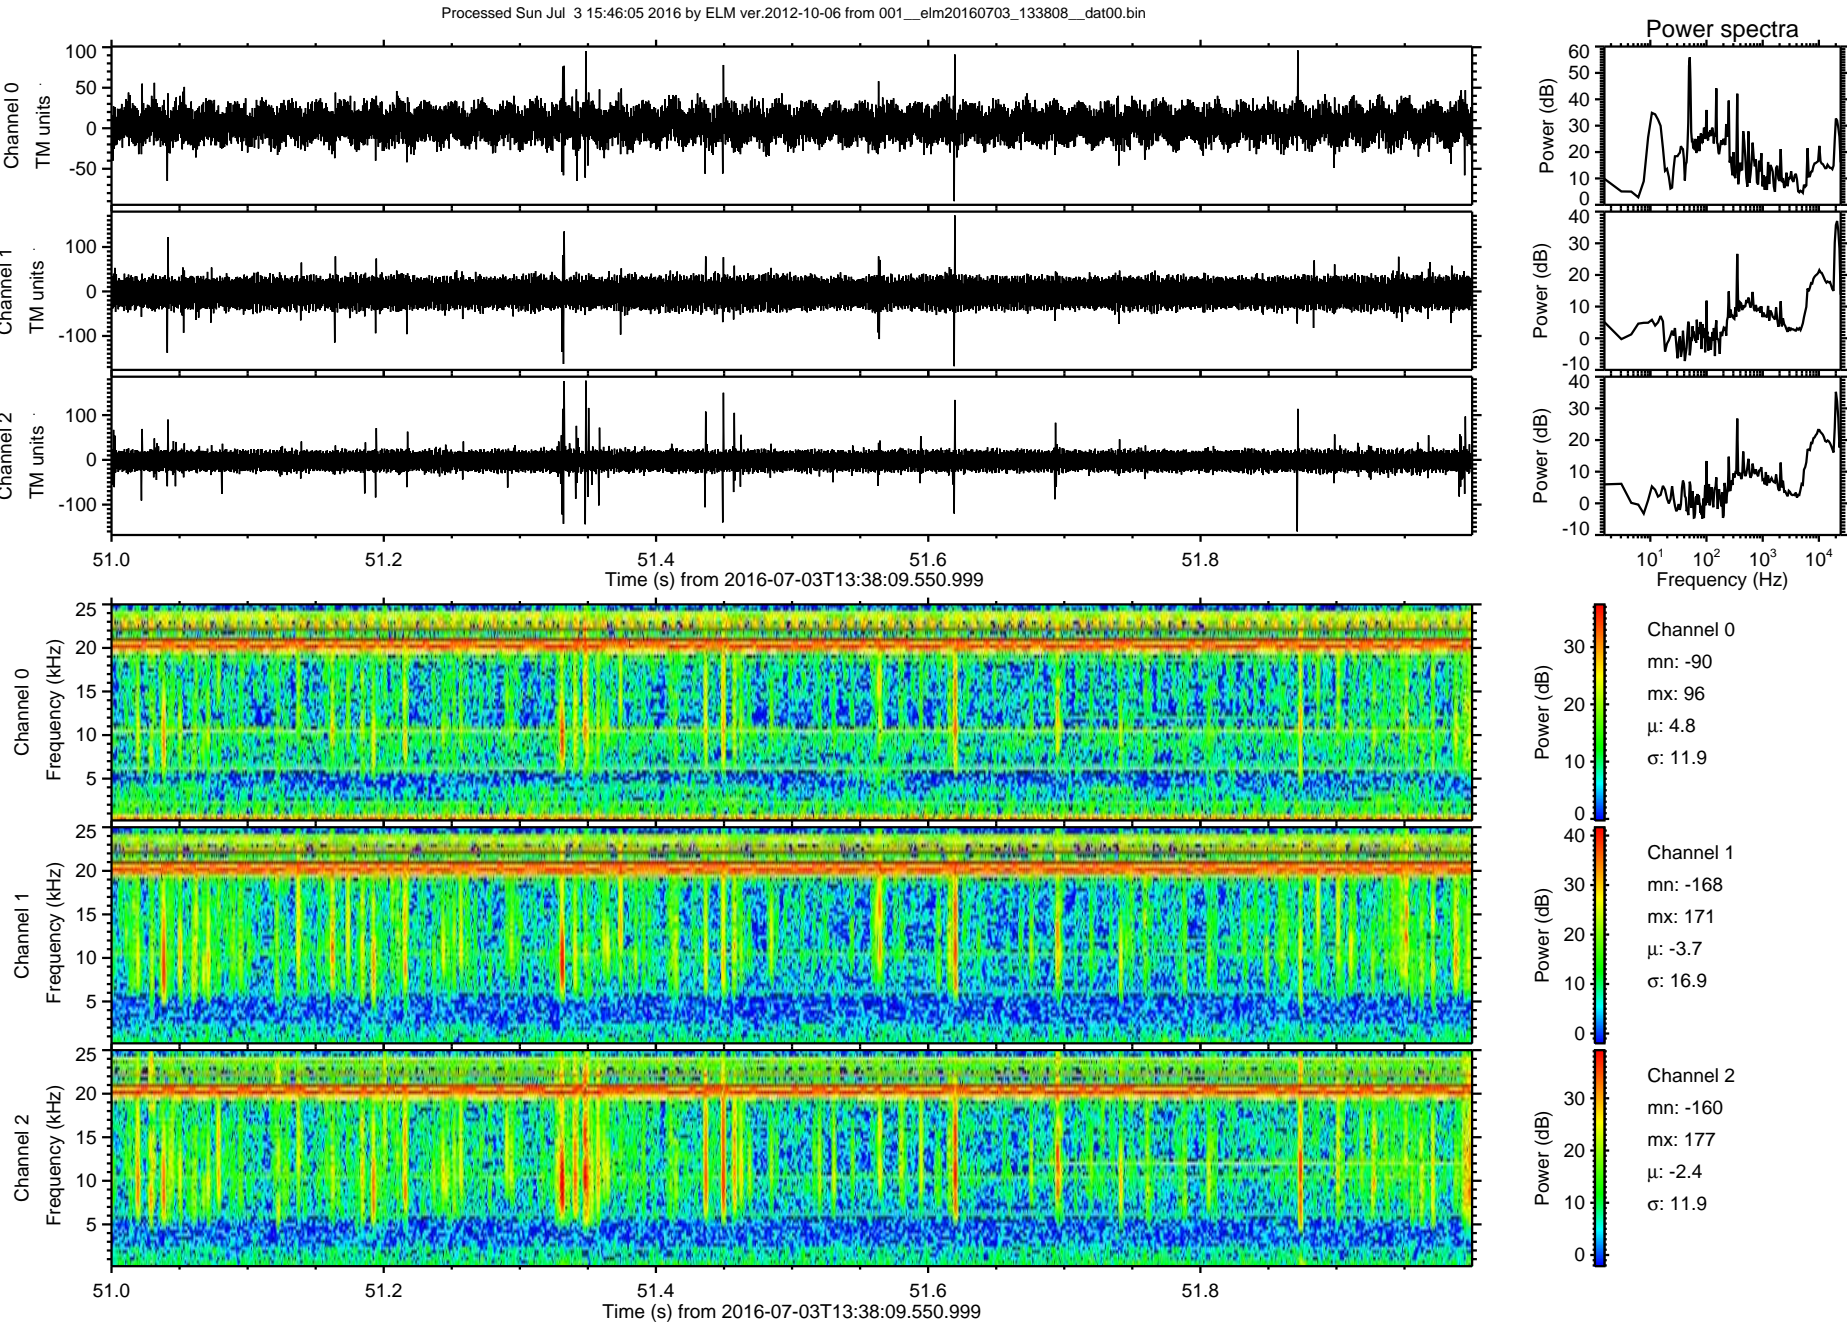 Processed Sun Jul 3 15:46:05 2016 by ELM ver.2012-10-06 from 001__elm20160703_133808__dat00.bin
Power spectra
Channel 0
TM units
100
50
0
-50
Power (dB)
60
50
40
30
20
10
0
Channel 1
TM units
100
0
-100
Power (dB)
40
30
20
10
0
-10
Channel 2
TM units
100
0
-100
Power (dB)
40
30
20
10
0
-10
51.0 51.2 51.4 51.6 51.8
Time (s) from 2016-07-03T13:38:09.550.999
10^1 10^2 10^3 10^4
Frequency (Hz)
Channel 0
Frequency (kHz)
25
20
15
10
5
Power (dB)
30
20
10
0
Channel 0
mn: -90
mx: 96
μ: 4.8
σ: 11.9
Channel 1
Frequency (kHz)
25
20
15
10
5
Power (dB)
40
30
20
10
0
Channel 1
mn: -168
mx: 171
μ: -3.7
σ: 16.9
Channel 2
Frequency (kHz)
25
20
15
10
5
Power (dB)
30
20
10
0
Channel 2
mn: -160
mx: 177
μ: -2.4
σ: 11.9
51.0 51.2 51.4 51.6 51.8
Time (s) from 2016-07-03T13:38:09.550.999